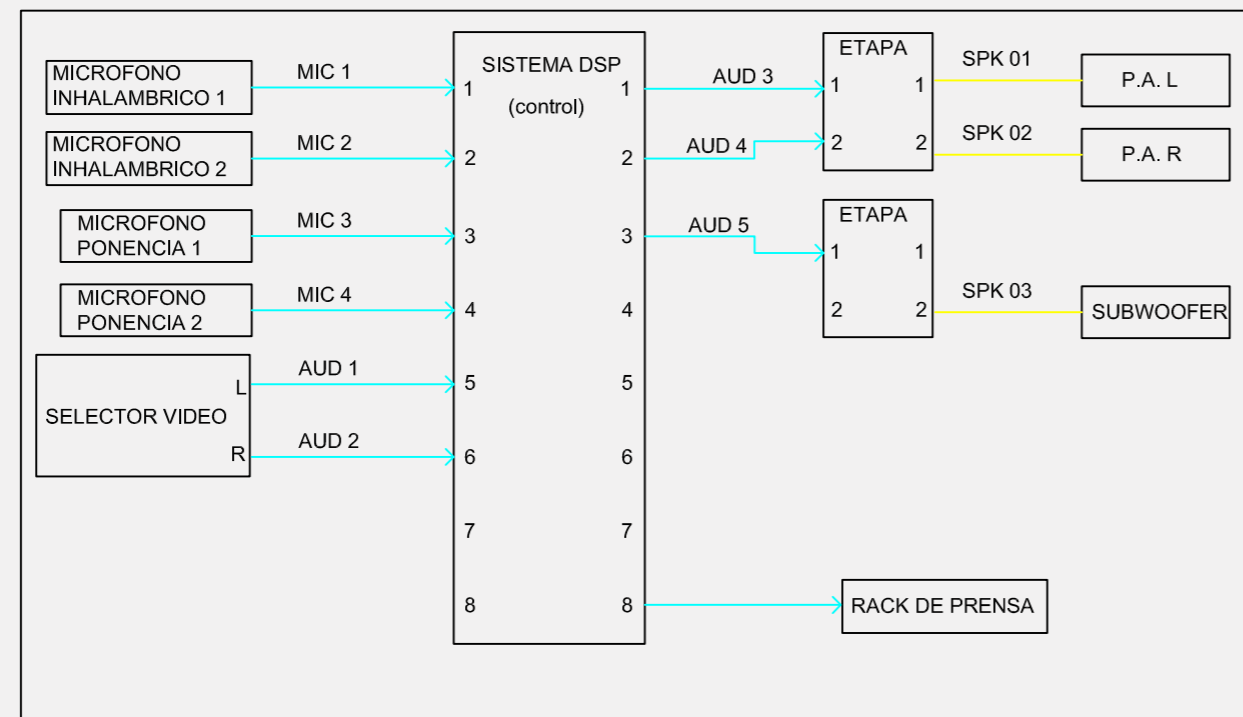 MICROFONO
INHALAMBRICO 1
MIC 1
MICROFONO
INHALAMBRICO 2
MIC 2
MICROFONO
PONENCIA 1
MIC 3
MICROFONO
PONENCIA 2
MIC 4
SELECTOR VIDEO
L
R
AUD 1
AUD 2
SISTEMA DSP
(control)
1 1
2 2
3 3
4 4
5 5
6 6
7 7
8 8
AUD 3
AUD 4
AUD 5
ETAPA
1 1
2 2
SPK 01
P.A. L
SPK 02
P.A. R
ETAPA
1 1
2 2
SPK 03
SUBWOOFER
RACK DE PRENSA